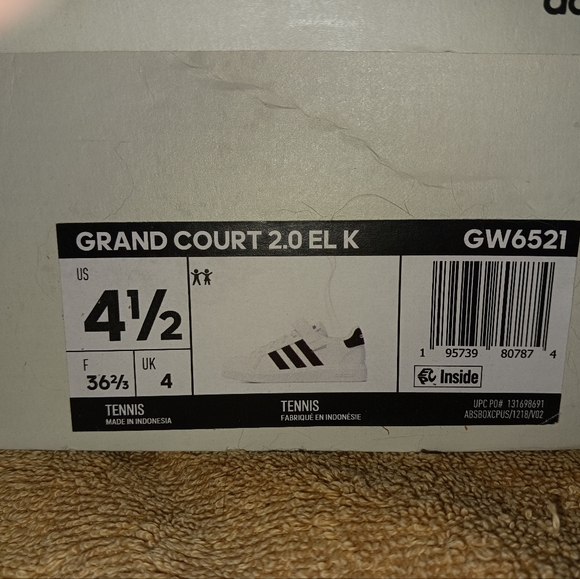 GRAND COURT 2.0 EL K GW6521
US
4½
F
36⅔
UK
4
1 95739 80787 4
Inside
TENNIS
MADE IN INDONESIA
TENNIS
FABRIQUÉ EN INDONÉSIE
UPC PO# 131698691
ABSBOXCPUS/1218/V02